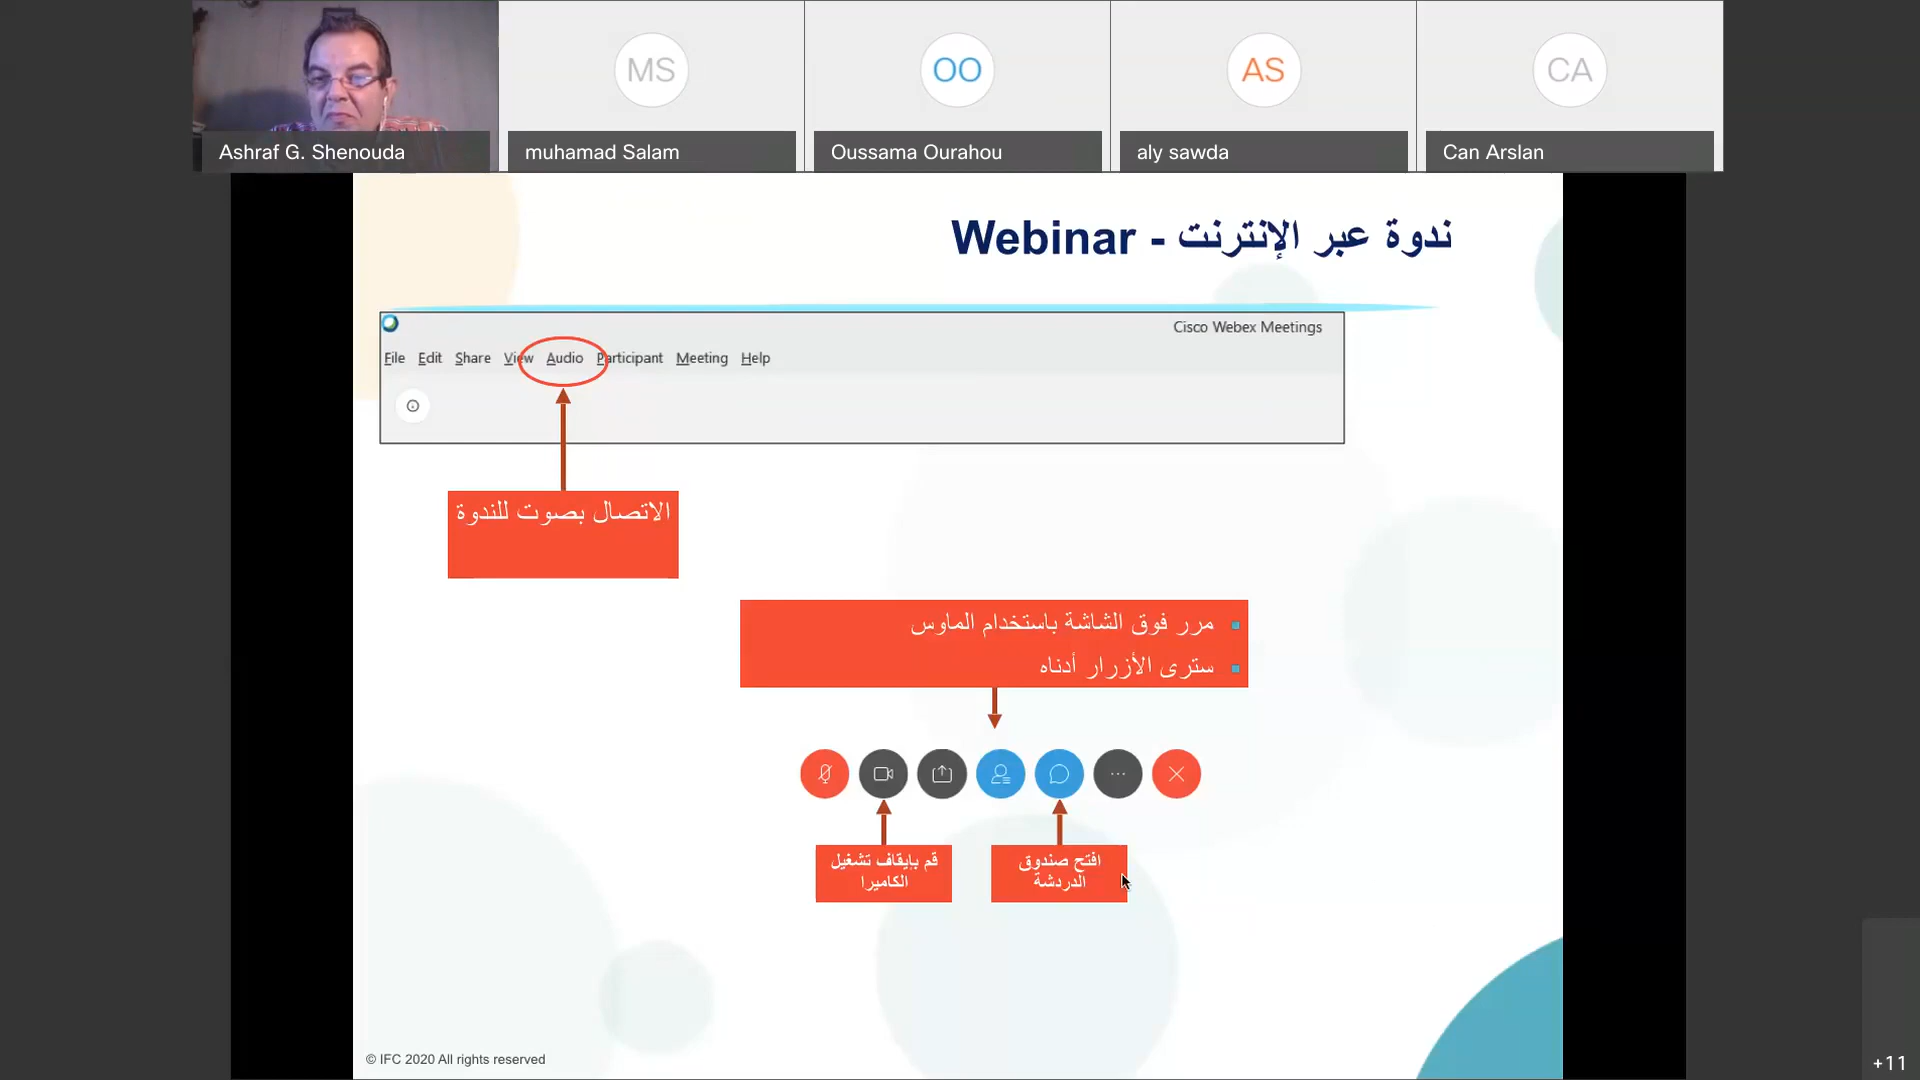 MS
OO
AS
CA
Ashraf G. Shenouda
muhamad Salam
Oussama Ourahou
aly sawda
Can Arslan
ندوة عبر الإنترنت - Webinar
Cisco Webex Meetings
File Edit Share View Audio Participant Meeting Help
الاتصال بصوت للندوة
مرر فوق الشاشة باستخدام الماوس
سترى الأزرار أدناه
قم بإيقاف تشغيل
الكاميرا
افتح صندوق
الدردشة
© IFC 2020 All rights reserved
+11